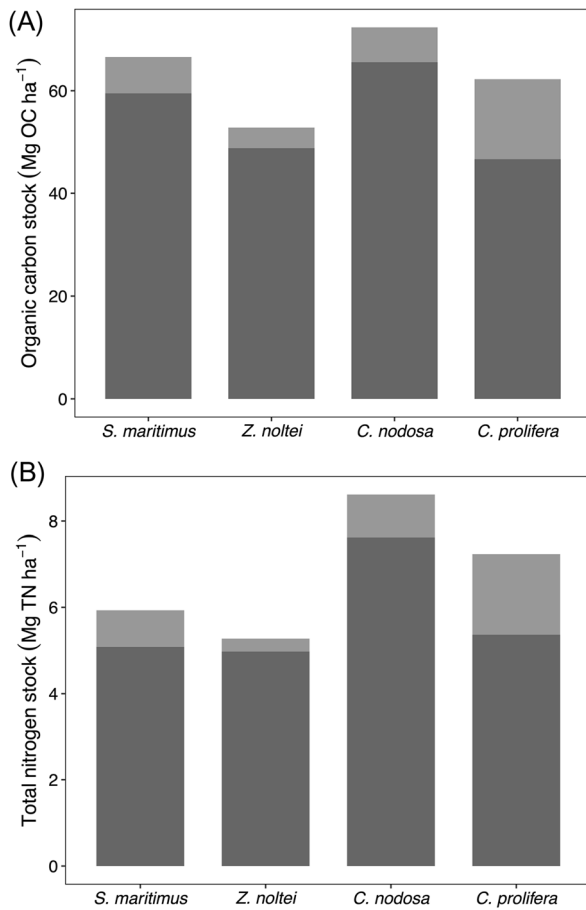 (A)
Organic carbon stock (Mg OC ha⁻¹)
60
40
20
0
S. maritimus Z. noltei C. nodosa C. prolifera
(B)
Total nitrogen stock (Mg TN ha⁻¹)
8
6
4
2
0
S. maritimus Z. noltei C. nodosa C. prolifera